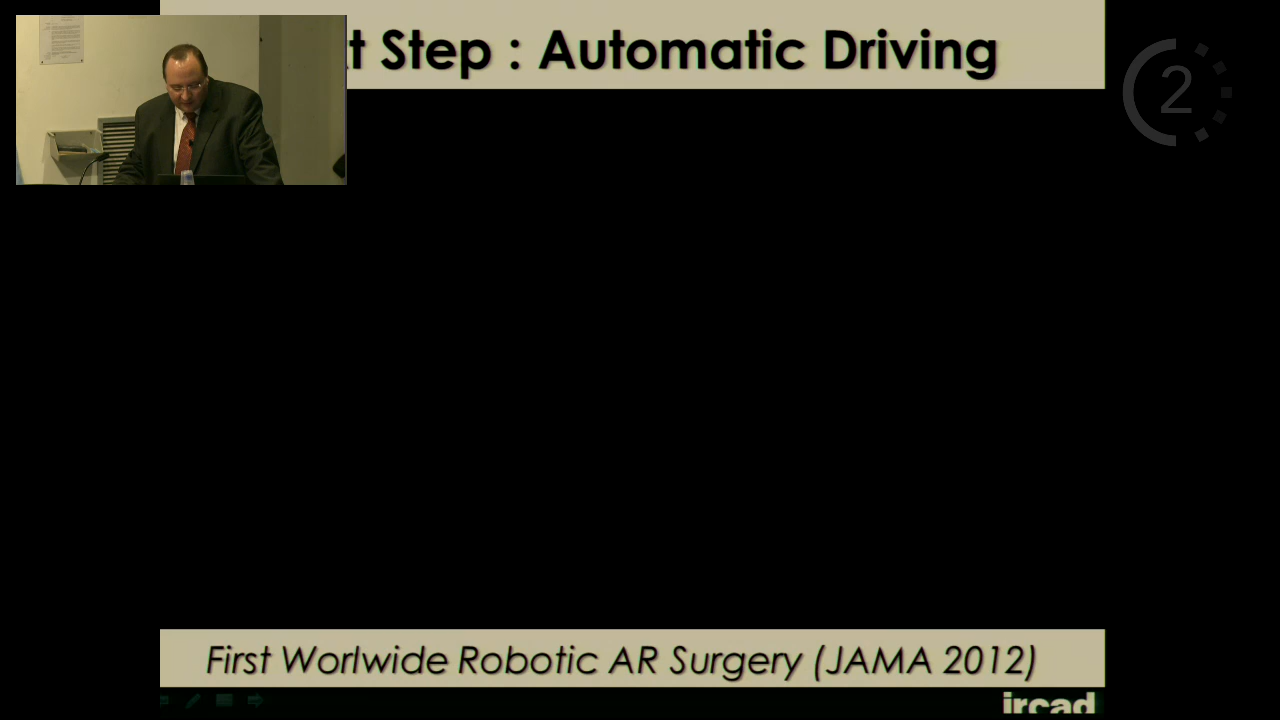 t Step : Automatic Driving
2
First Worlwide Robotic AR Surgery (JAMA 2012)
ircad